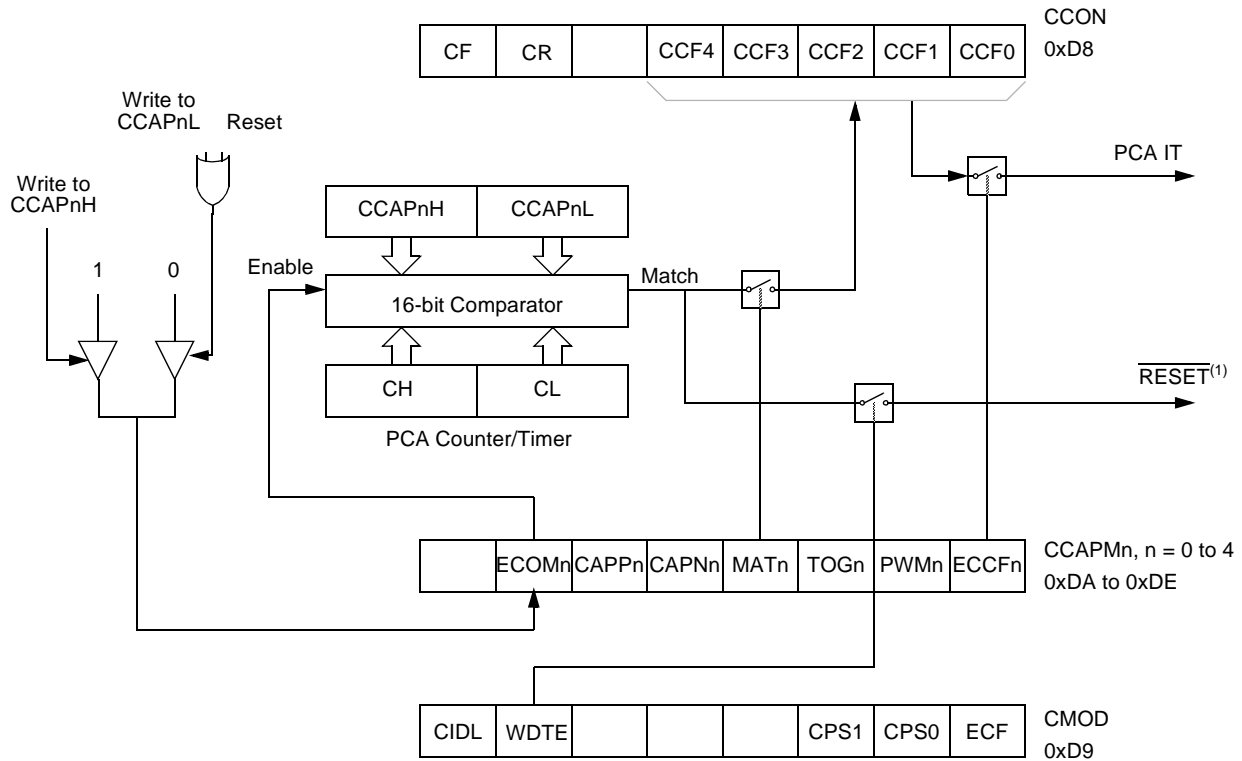 CCON
CF CR CCF4 CCF3 CCF2 CCF1 CCF0
0xD8
Write to
CCAPnL Reset
PCA IT
Write to
CCAPnH
CCAPnH CCAPnL
1 0 Enable
Match
16-bit Comparator
RESET(1)
CH CL
PCA Counter/Timer
ECOMn CAPPn CAPNn MATn TOGn PWMn ECCFn
CCAPMn, n = 0 to 4
0xDA to 0xDE
CIDL WDTE CPS1 CPS0 ECF
CMOD
0xD9